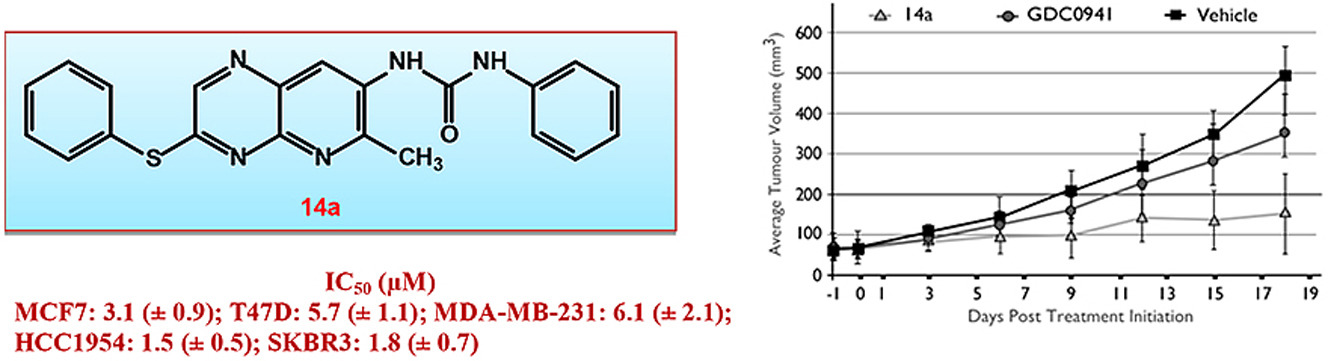 N
NH
NH
O
S
N
N
CH₃
14a
IC₅₀ (µM)
MCF7: 3.1 (± 0.9); T47D: 5.7 (± 1.1); MDA-MB-231: 6.1 (± 2.1);
HCC1954: 1.5 (± 0.5); SKBR3: 1.8 (± 0.7)
14a GDC0941 Vehicle
Average Tumour Volume (mm³)
600
500
400
300
200
100
0
-1 0 1 3 5 7 9 11 13 15 17 19
Days Post Treatment Initiation